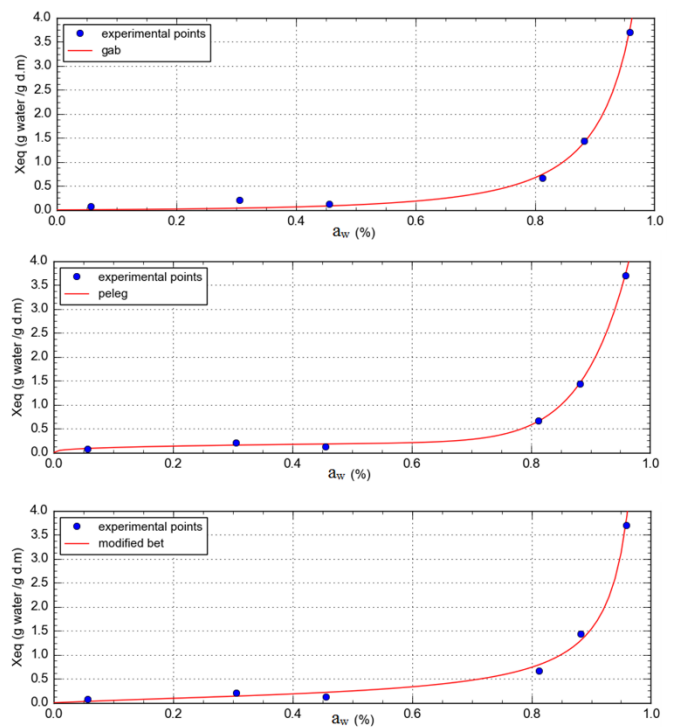 4.0
3.5
3.0
2.5
2.0
1.5
1.0
0.5
0.0
Xeq (g water /g d.m)
experimental points
gab
0.0 0.2 0.4 0.6 0.8 1.0
aw (%)
4.0
3.5
3.0
2.5
2.0
1.5
1.0
0.5
0.0
Xeq (g water /g d.m)
experimental points
peleg
0.0 0.2 0.4 0.6 0.8 1.0
aw (%)
4.0
3.5
3.0
2.5
2.0
1.5
1.0
0.5
0.0
Xeq (g water /g d.m)
experimental points
modified bet
0.0 0.2 0.4 0.6 0.8 1.0
aw (%)